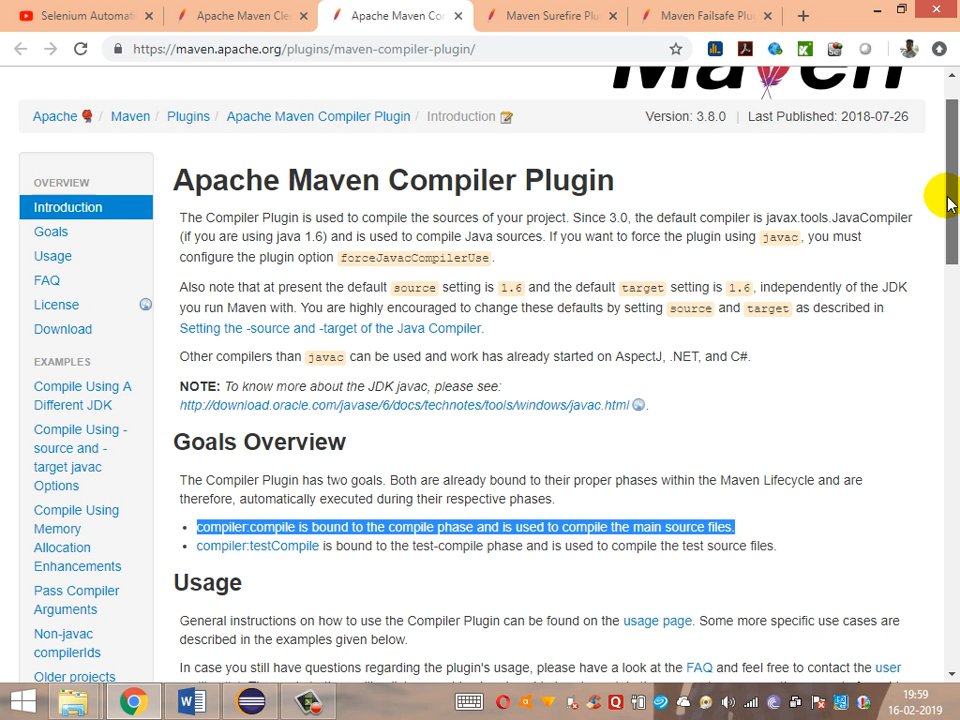 Selenium Automati
Apache Maven Cle
Apache Maven Cor
Maven Surefire Plu
Maven Failsafe Plu
https://maven.apache.org/plugins/maven-compiler-plugin/
Maven
Apache / Maven / Plugins / Apache Maven Compiler Plugin / Introduction
Version: 3.8.0 | Last Published: 2018-07-26
OVERVIEW
Introduction
Goals
Usage
FAQ
License
Download
EXAMPLES
Compile Using A
Different JDK
Compile Using -
source and -
target javac
Options
Compile Using
Memory
Allocation
Enhancements
Pass Compiler
Arguments
Non-javac
compilerIds
Older projects
Apache Maven Compiler Plugin
The Compiler Plugin is used to compile the sources of your project. Since 3.0, the default compiler is javax.tools.JavaCompiler
(if you are using java 1.6) and is used to compile Java sources. If you want to force the plugin using javac, you must
configure the plugin option forceJavacCompilerUse.
Also note that at present the default source setting is 1.6 and the default target setting is 1.6, independently of the JDK
you run Maven with. You are highly encouraged to change these defaults by setting source and target as described in
Setting the -source and -target of the Java Compiler.
Other compilers than javac can be used and work has already started on AspectJ, .NET, and C#.
NOTE: To know more about the JDK javac, please see:
http://download.oracle.com/javase/6/docs/technotes/tools/windows/javac.html.
Goals Overview
The Compiler Plugin has two goals. Both are already bound to their proper phases within the Maven Lifecycle and are
therefore, automatically executed during their respective phases.
• compiler:compile is bound to the compile phase and is used to compile the main source files.
• compiler:testCompile is bound to the test-compile phase and is used to compile the test source files.
Usage
General instructions on how to use the Compiler Plugin can be found on the usage page. Some more specific use cases are
described in the examples given below.
In case you still have questions regarding the plugin's usage, please have a look at the FAQ and feel free to contact the user
19:59
16-02-2019